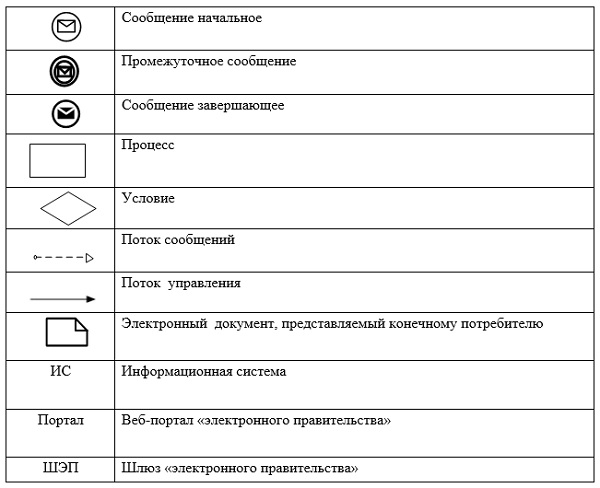 Сообщение начальное
Промежуточное сообщение
Сообщение завершающее
Процесс
Условие
Поток сообщений
Поток управления
Электронный документ, представляемый конечному потребителю
ИС Информационная система
Портал Веб-портал «электронного правительства»
ШЭП Шлюз «электронного правительства»